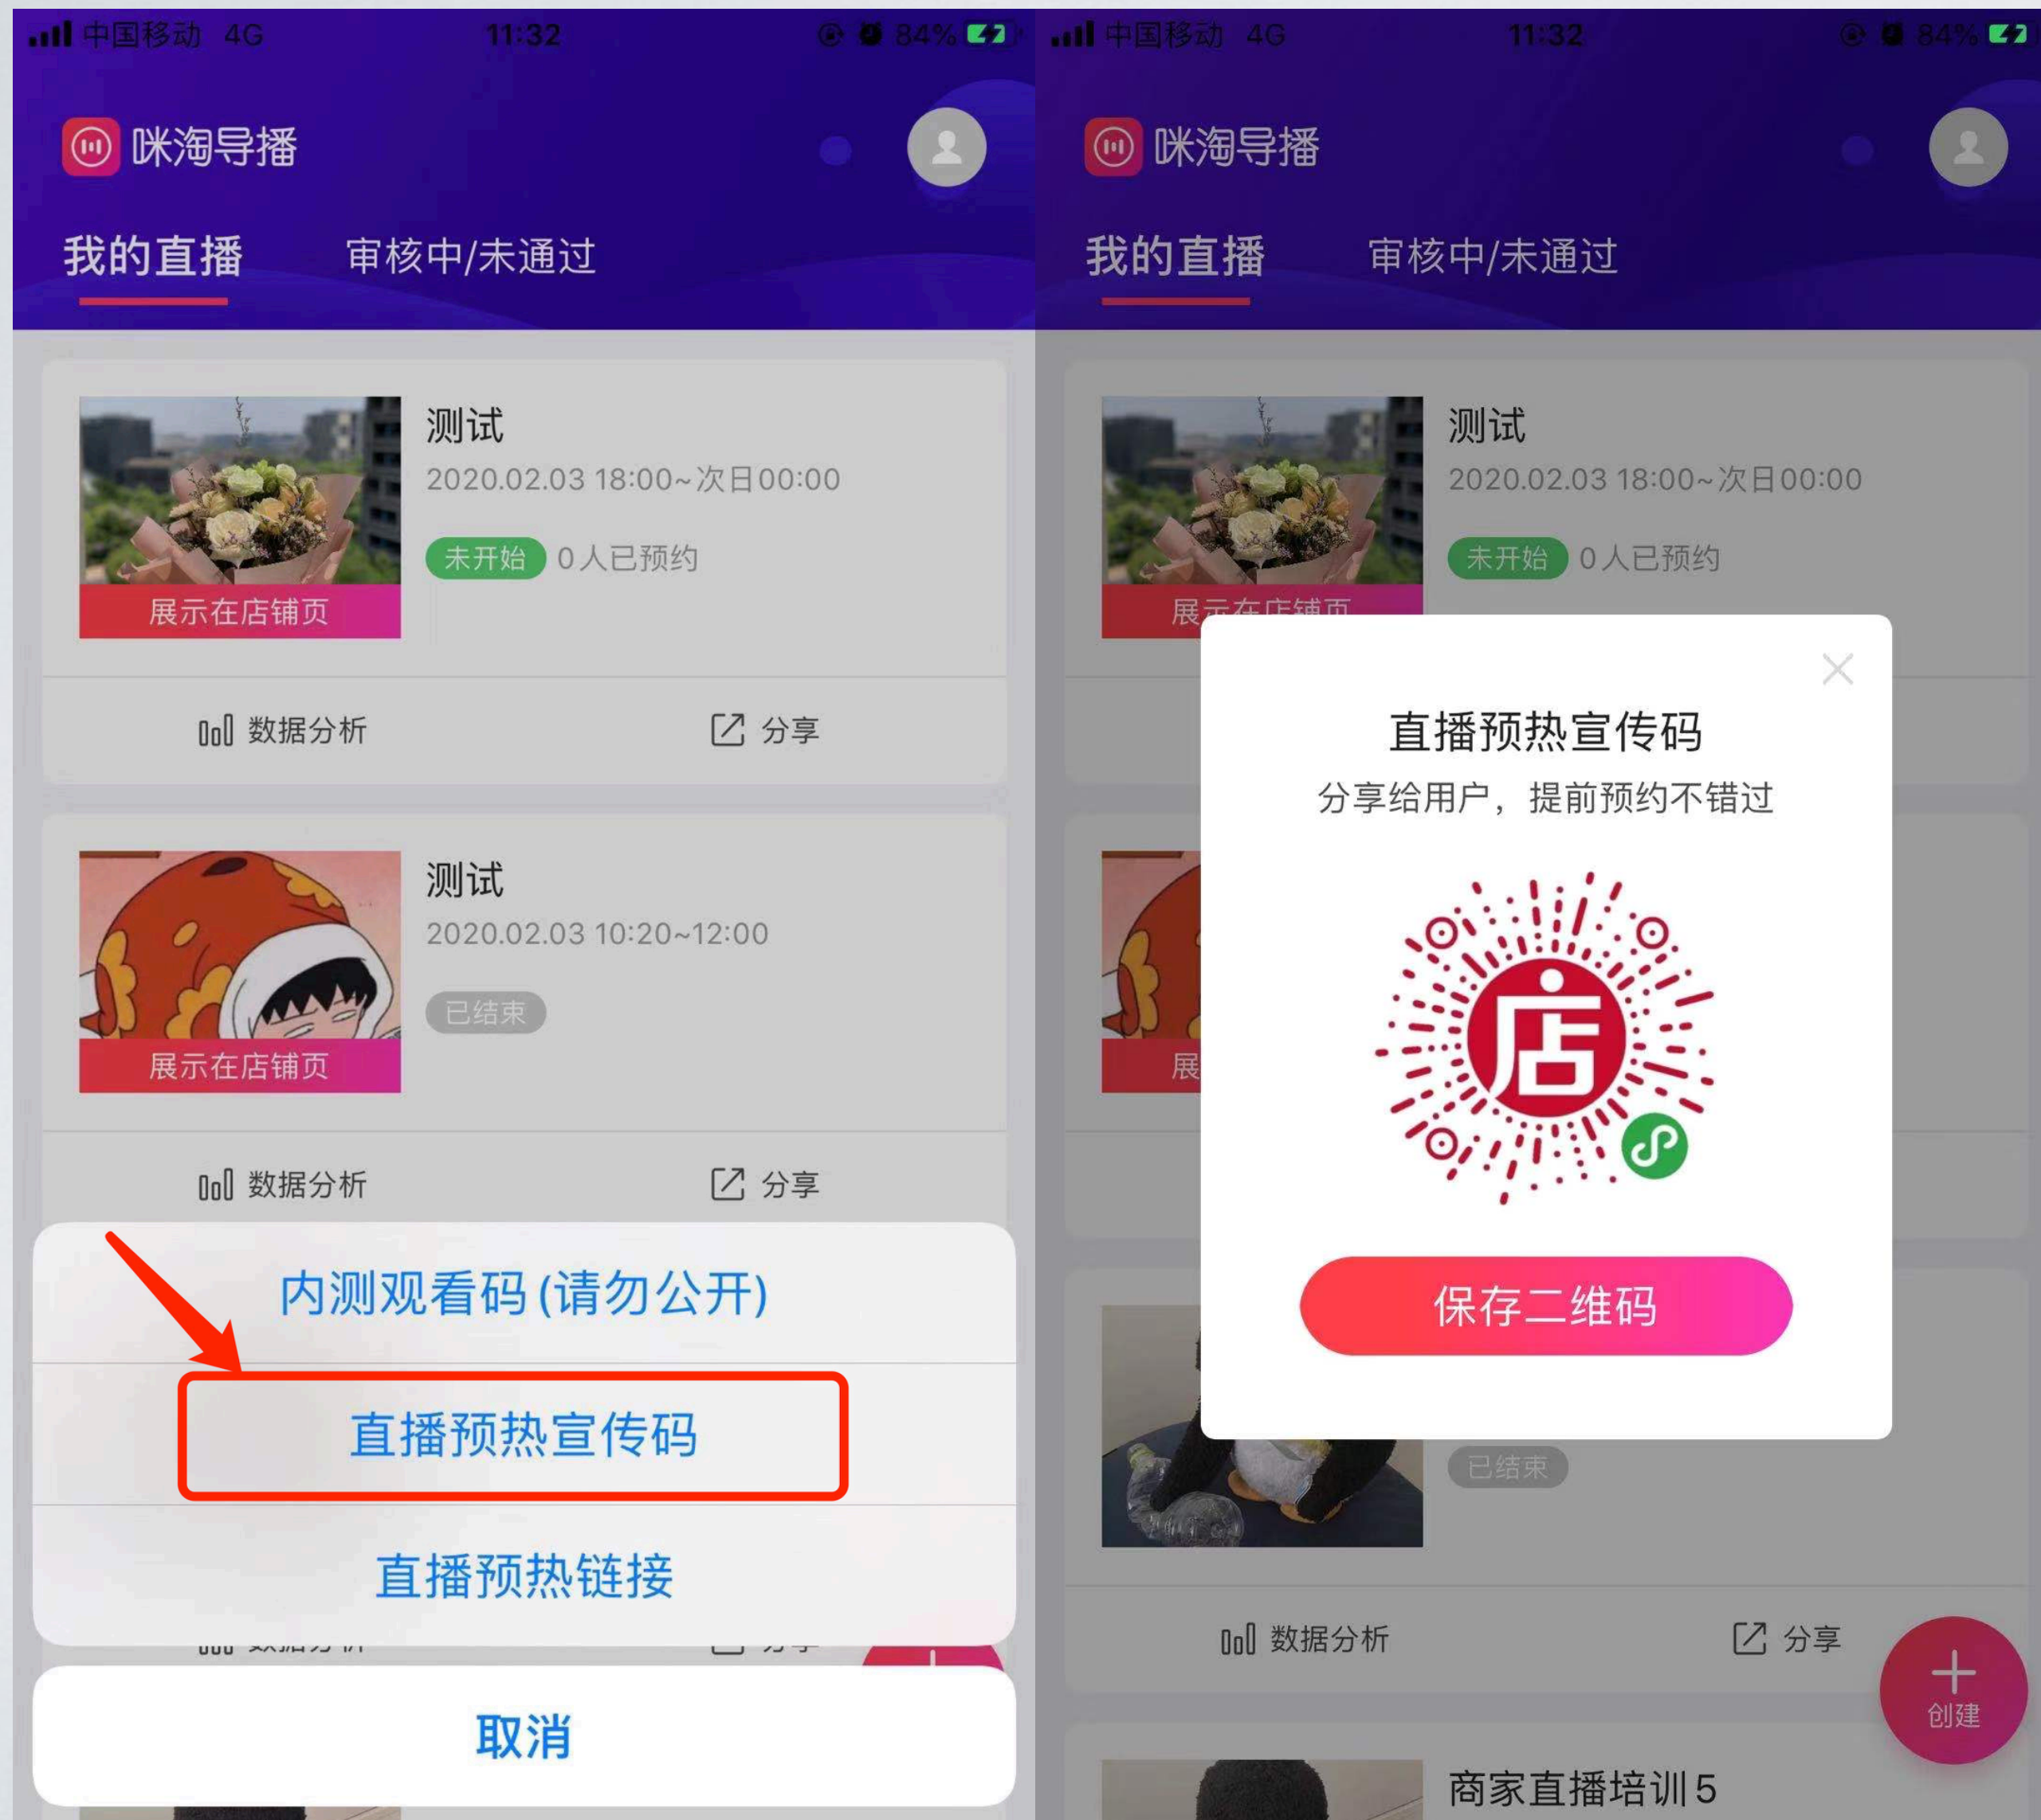 中国移动 4G 11:32 84%
咪淘导播
我的直播 审核中/未通过
测试
2020.02.03 18:00~次日00:00
未开始 0人已预约
展示在店铺页
数据分析 分享
测试
2020.02.03 10:20~12:00
已结束
展示在店铺页
数据分析 分享
内测观看码(请勿公开)
直播预热宣传码
直播预热链接
取消
中国移动 4G 11:32 84%
咪淘导播
我的直播 审核中/未通过
测试
2020.02.03 18:00~次日00:00
未开始 0人已预约
展示在店铺页
直播预热宣传码
分享给用户，提前预约不错过
店
展
保存二维码
已结束
数据分析 分享
创建
商家直播培训5